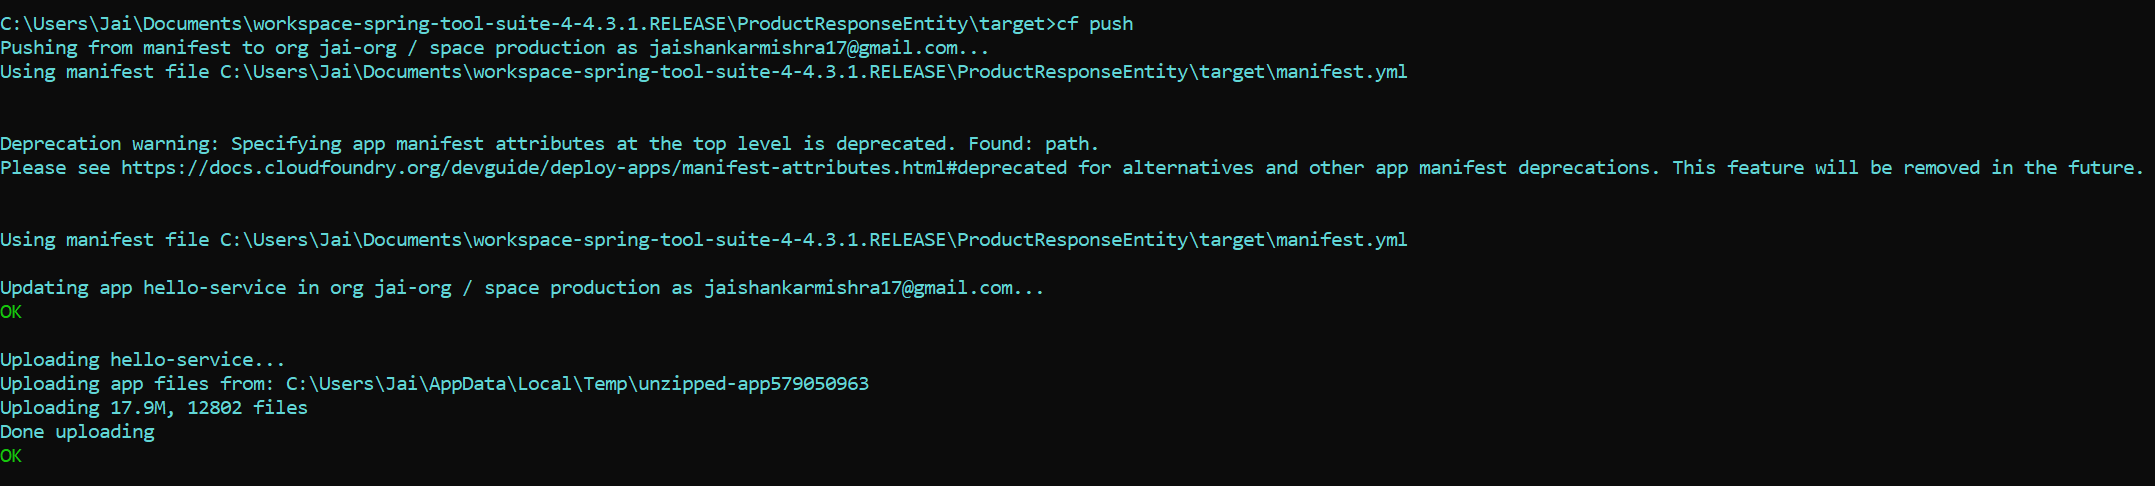 C:\Users\Jai\Documents\workspace-spring-tool-suite-4-4.3.1.RELEASE\ProductResponseEntity\target>cf push
Pushing from manifest to org jai-org / space production as jaishankarmishra17@gmail.com...
Using manifest file C:\Users\Jai\Documents\workspace-spring-tool-suite-4-4.3.1.RELEASE\ProductResponseEntity\target\manifest.yml
Deprecation warning: Specifying app manifest attributes at the top level is deprecated. Found: path.
Please see https://docs.cloudfoundry.org/devguide/deploy-apps/manifest-attributes.html#deprecated for alternatives and other app manifest deprecations. This feature will be removed in the future.
Using manifest file C:\Users\Jai\Documents\workspace-spring-tool-suite-4-4.3.1.RELEASE\ProductResponseEntity\target\manifest.yml
Updating app hello-service in org jai-org / space production as jaishankarmishra17@gmail.com...
OK
Uploading hello-service...
Uploading app files from: C:\Users\Jai\AppData\Local\Temp\unzipped-app579050963
Uploading 17.9M, 12802 files
Done uploading
OK